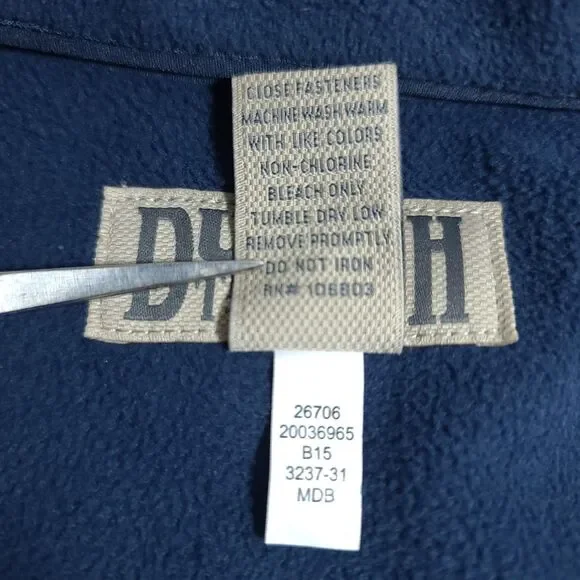 CLOSE FASTENERS
MACHINE WASH WARM
WITH LIKE COLORS
NON-CHLORINE
BLEACH ONLY
TUMBLE DRY LOW
REMOVE PROMPTLY
DO NOT IRON
RN# 106803
26706
20036965
B15
3237-31
MDB